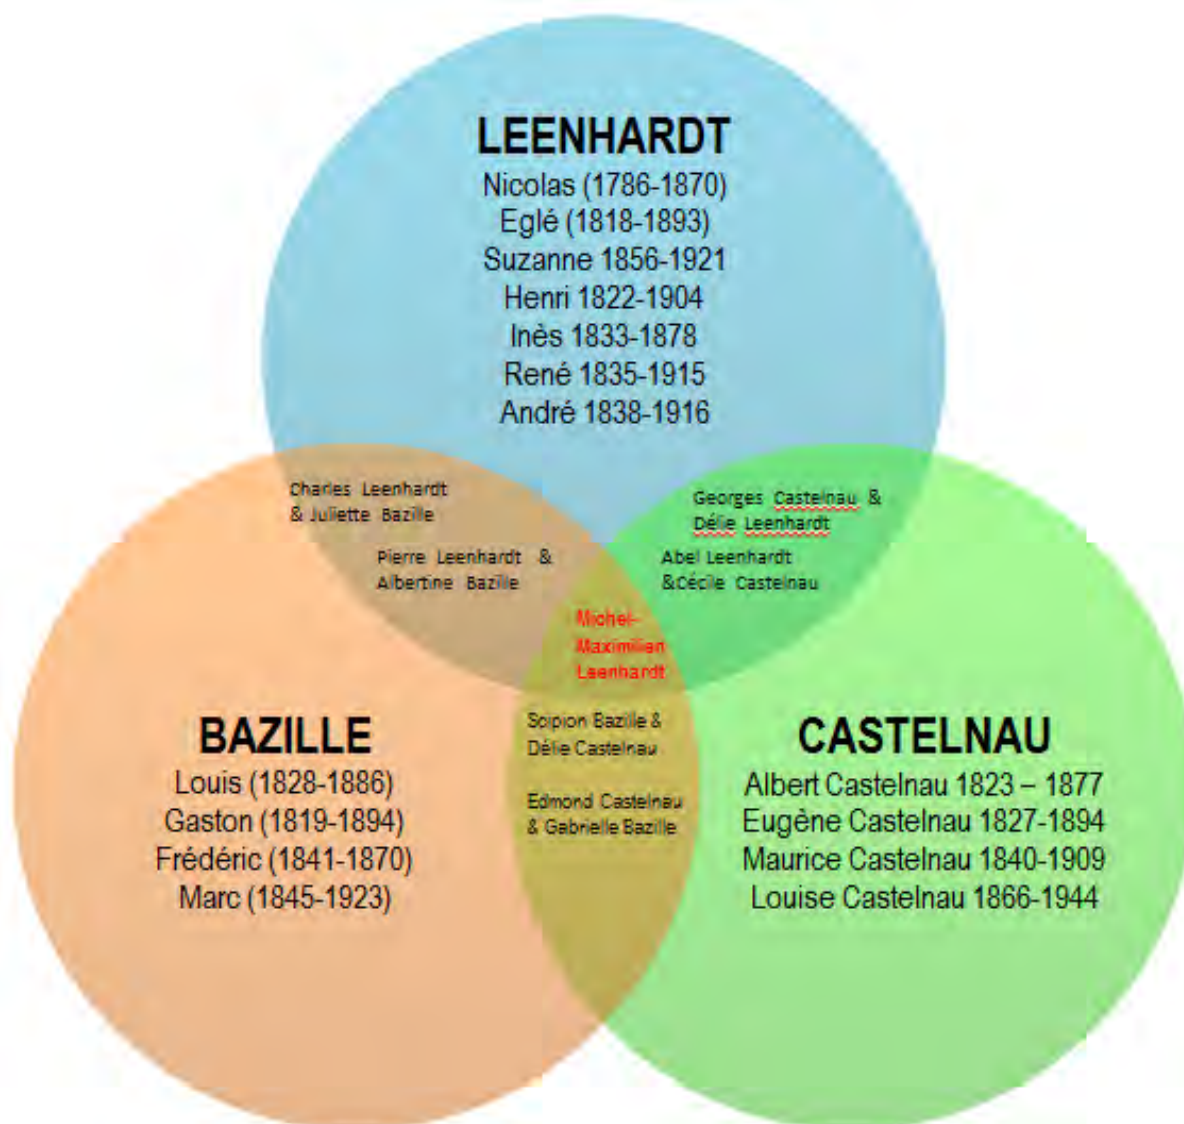 LEENHARDT
Nicolas (1786-1870)
Eglé (1818-1893)
Suzanne 1856-1921
Henri 1822-1904
Inès 1833-1878
René 1835-1915
André 1838-1916
Charles Leenhardt
& Juliette Bazille
Pierre Leenhardt &
Albertine Bazille
Georges Castelnau &
Délie Leenhardt
Abel Leenhardt
&Cécile Castelnau
Michel-
Maximilien
Leenhardt
BAZILLE
Louis (1828-1886)
Gaston (1819-1894)
Frédéric (1841-1870)
Marc (1845-1923)
Scipion Bazille &
Délie Castelnau
Edmond Castelnau
& Gabrielle Bazille
CASTELNAU
Albert Castelnau 1823 – 1877
Eugène Castelnau 1827-1894
Maurice Castelnau 1840-1909
Louise Castelnau 1866-1944